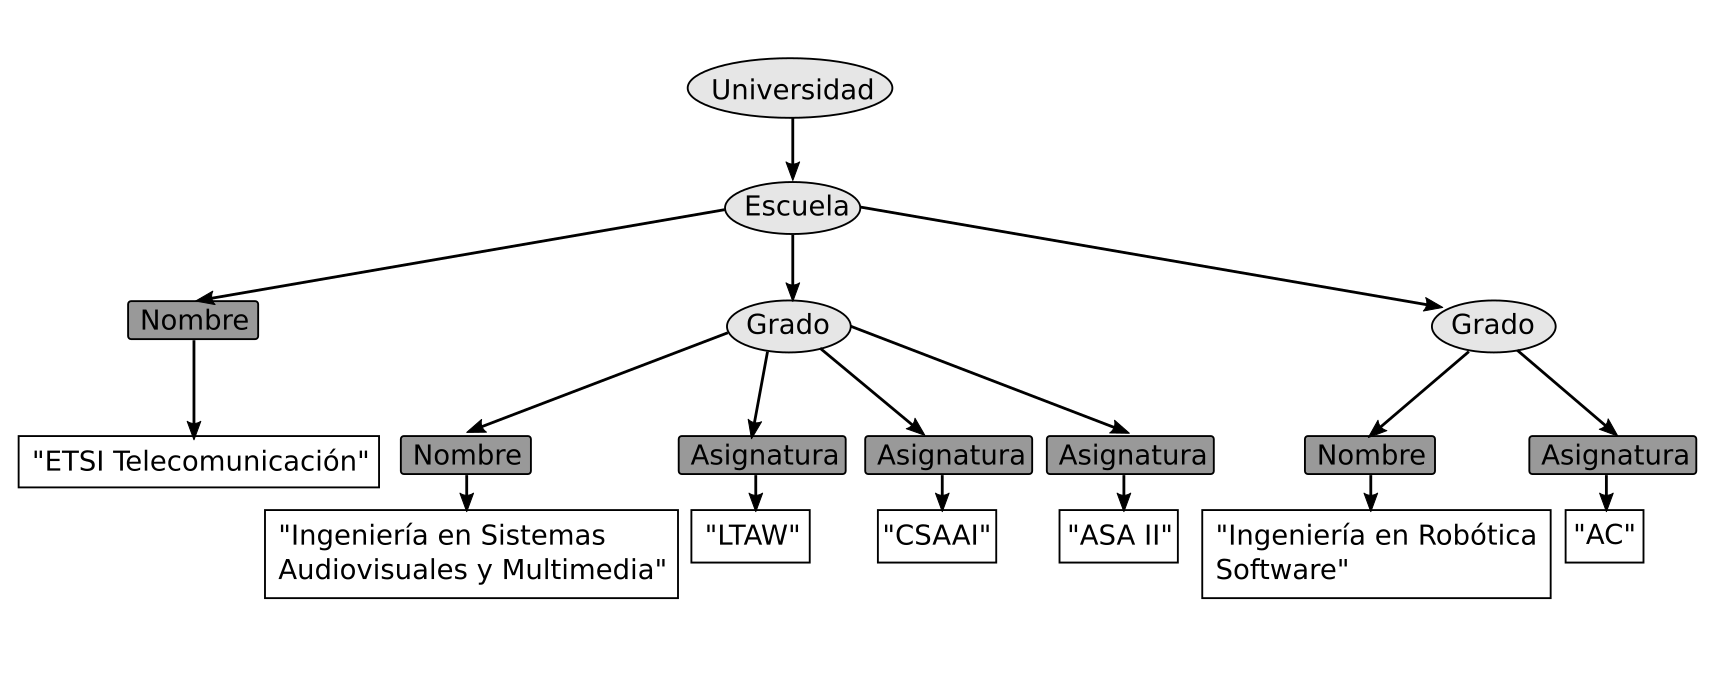 Universidad
Escuela
Nombre
Grado
Grado
"ETSI Telecomunicación"
Nombre
Asignatura
Asignatura
Asignatura
Nombre
Asignatura
"Ingeniería en Sistemas
Audiovisuales y Multimedia"
"LTAW"
"CSAAI"
"ASA II"
"Ingeniería en Robótica
Software"
"AC"